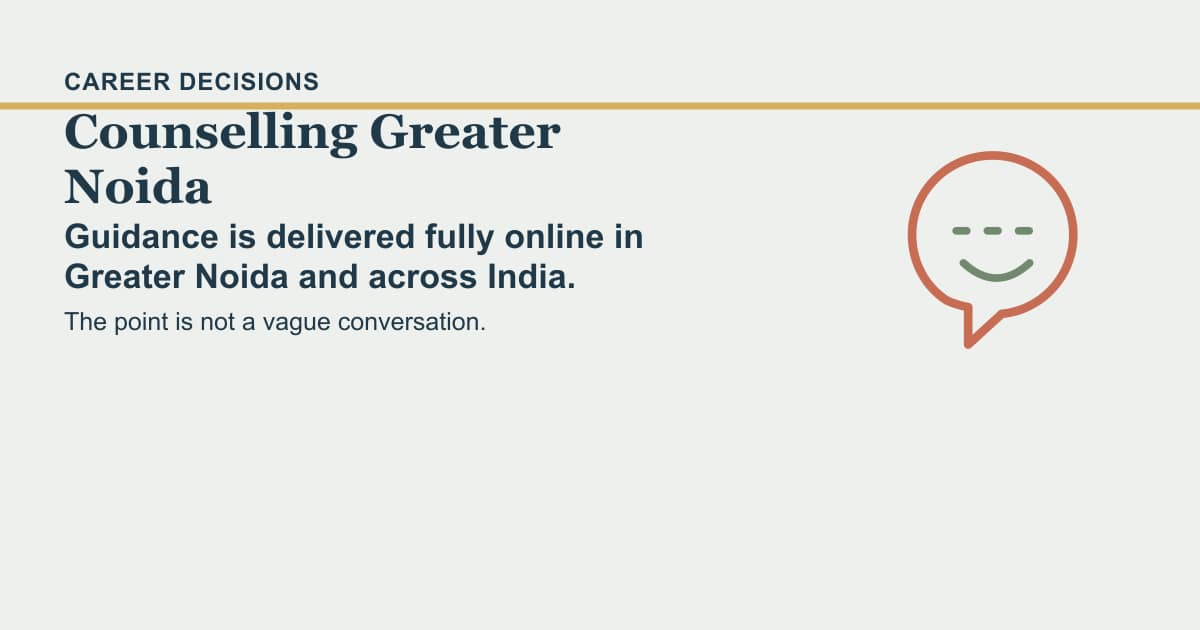 CAREER DECISIONS
Counselling Greater
Noida
Guidance is delivered fully online in
Greater Noida and across India.
The point is not a vague conversation.